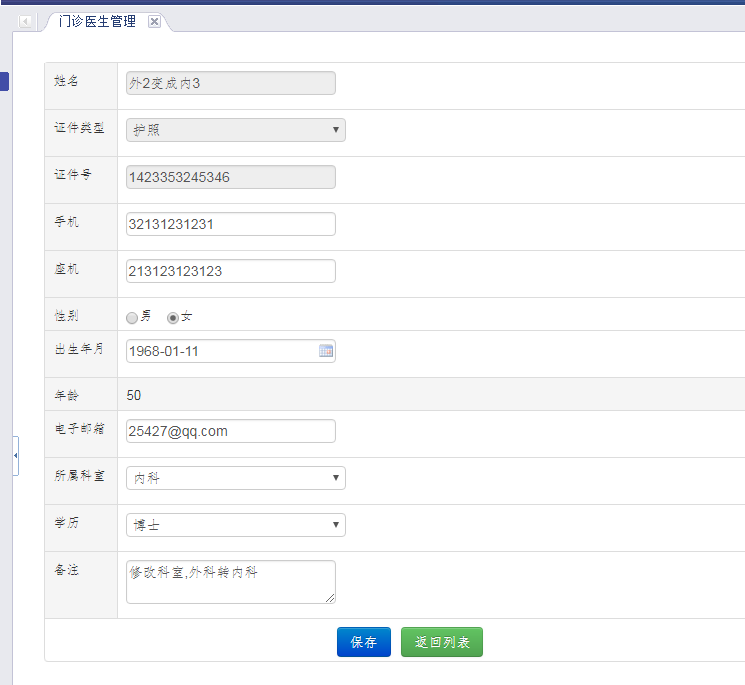 门诊医生管理
姓名 外2变成内3
证件类型 护照
证件号 1423353245346
手机 32131231231
座机 213123123123
性别 男 女
出生年月 1968-01-11
年龄 50
电子邮箱 25427@qq.com
所属科室 内科
学历 博士
备注 修改科室,外科转内科
保存 返回列表